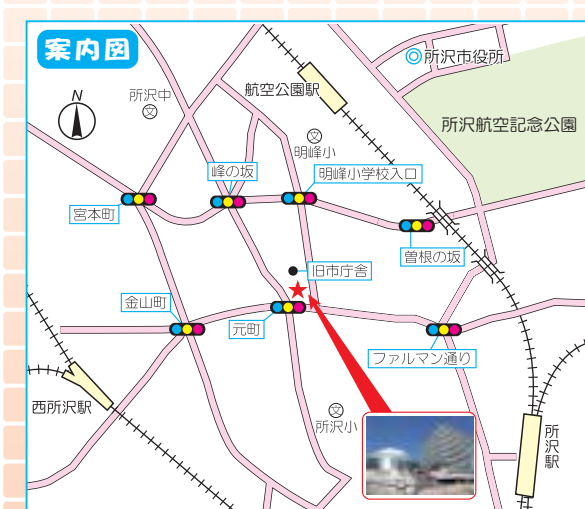 案内図
所沢市役所
航空公園駅
N
所沢中
文
所沢航空記念公園
文
明峰小
峰の坂
明峰小学校入口
宮本町
曽根の坂
旧市庁舎
金山町
元町
ファルマン通り
西所沢駅
文
所沢小
所沢駅